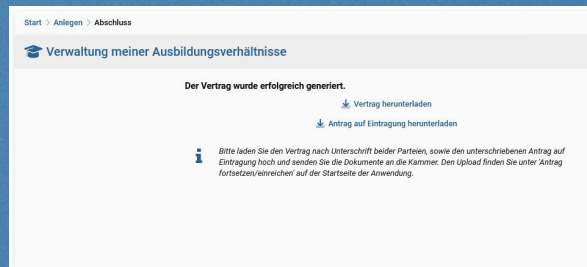 Start > Anlegen > Abschluss
Verwaltung meiner Ausbildungsverhältnisse
Der Vertrag wurde erfolgreich generiert.
Vertrag herunterladen
Antrag auf Eintragung herunterladen
Bitte laden Sie den Vertrag nach Unterschrift beider Parteien, sowie den unterschriebenen Antrag auf
Eintragung hoch und senden Sie die Dokumente an die Kammer. Den Upload finden Sie unter 'Antrag
fortsetzen/einreichen' auf der Startseite der Anwendung.